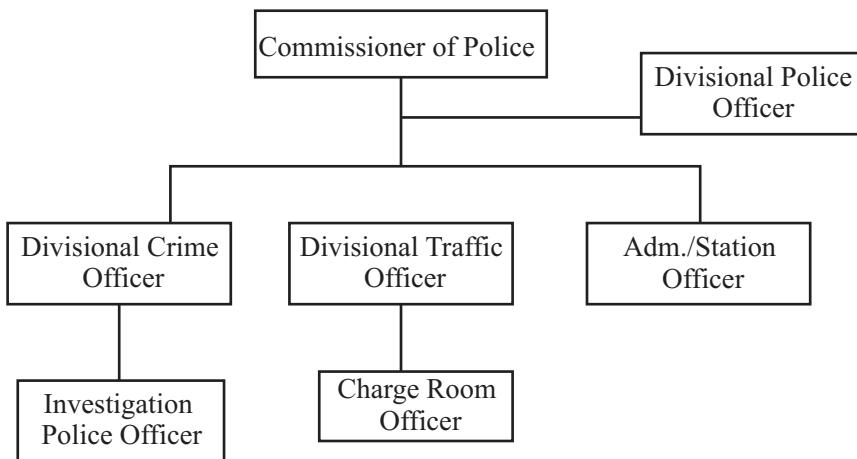 Commissioner of Police
Divisional Police
Officer
Divisional Crime
Officer
Divisional Traffic
Officer
Adm./Station
Officer
Investigation
Police Officer
Charge Room
Officer